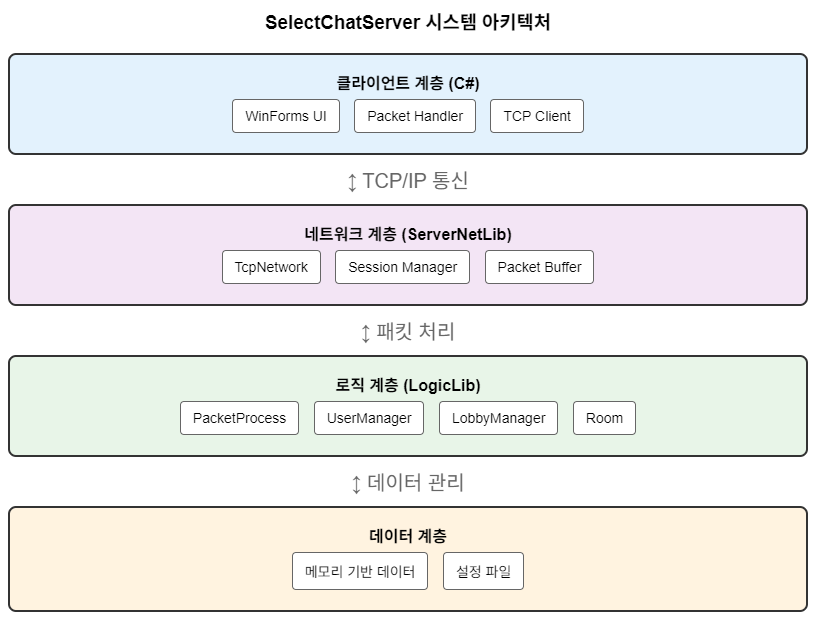 SelectChatServer 시스템 아키텍처
클라이언트 계층 (C#)
WinForms UI Packet Handler TCP Client
↕ TCP/IP 통신
네트워크 계층 (ServerNetLib)
TcpNetwork Session Manager Packet Buffer
↕ 패킷 처리
로직 계층 (LogicLib)
PacketProcess UserManager LobbyManager Room
↕ 데이터 관리
데이터 계층
메모리 기반 데이터 설정 파일